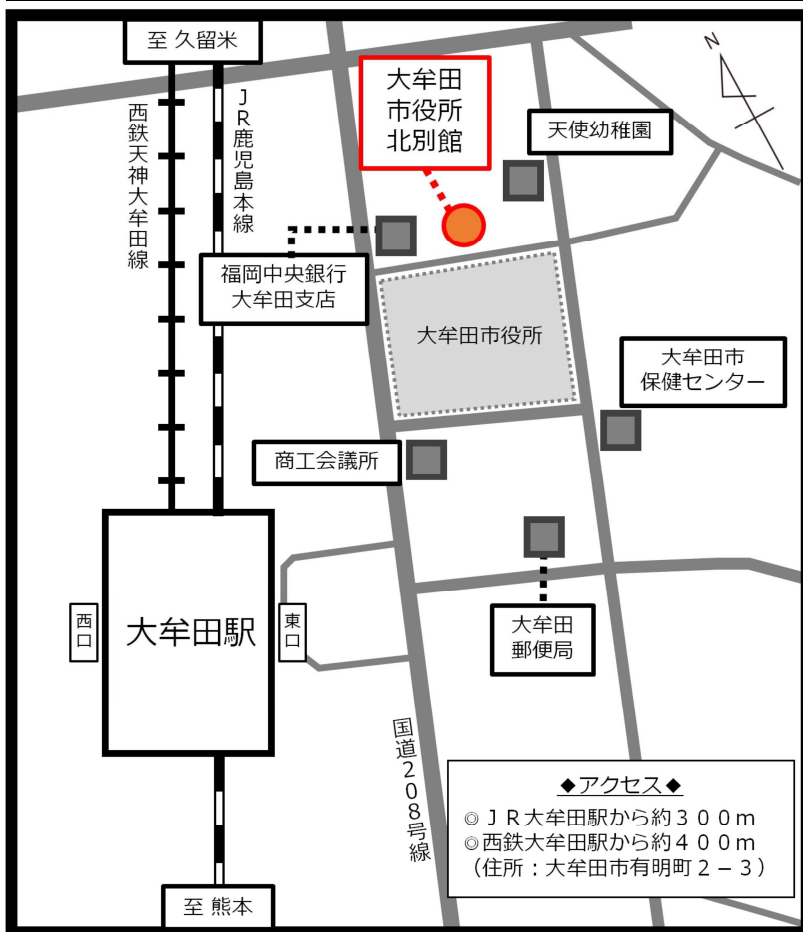 至 久留米
N
西鉄天神大牟田線
JR鹿児島本線
大牟田
市役所
北別館
天使幼稚園
福岡中央銀行
大牟田支店
大牟田市役所
大牟田市
保健センター
商工会議所
西口
大牟田駅
東口
大牟田
郵便局
国道208号線
至 熊本
◆アクセス◆
◎ＪＲ大牟田駅から約３００ｍ
◎西鉄大牟田駅から約４００ｍ
（住所：大牟田市有明町２－３）